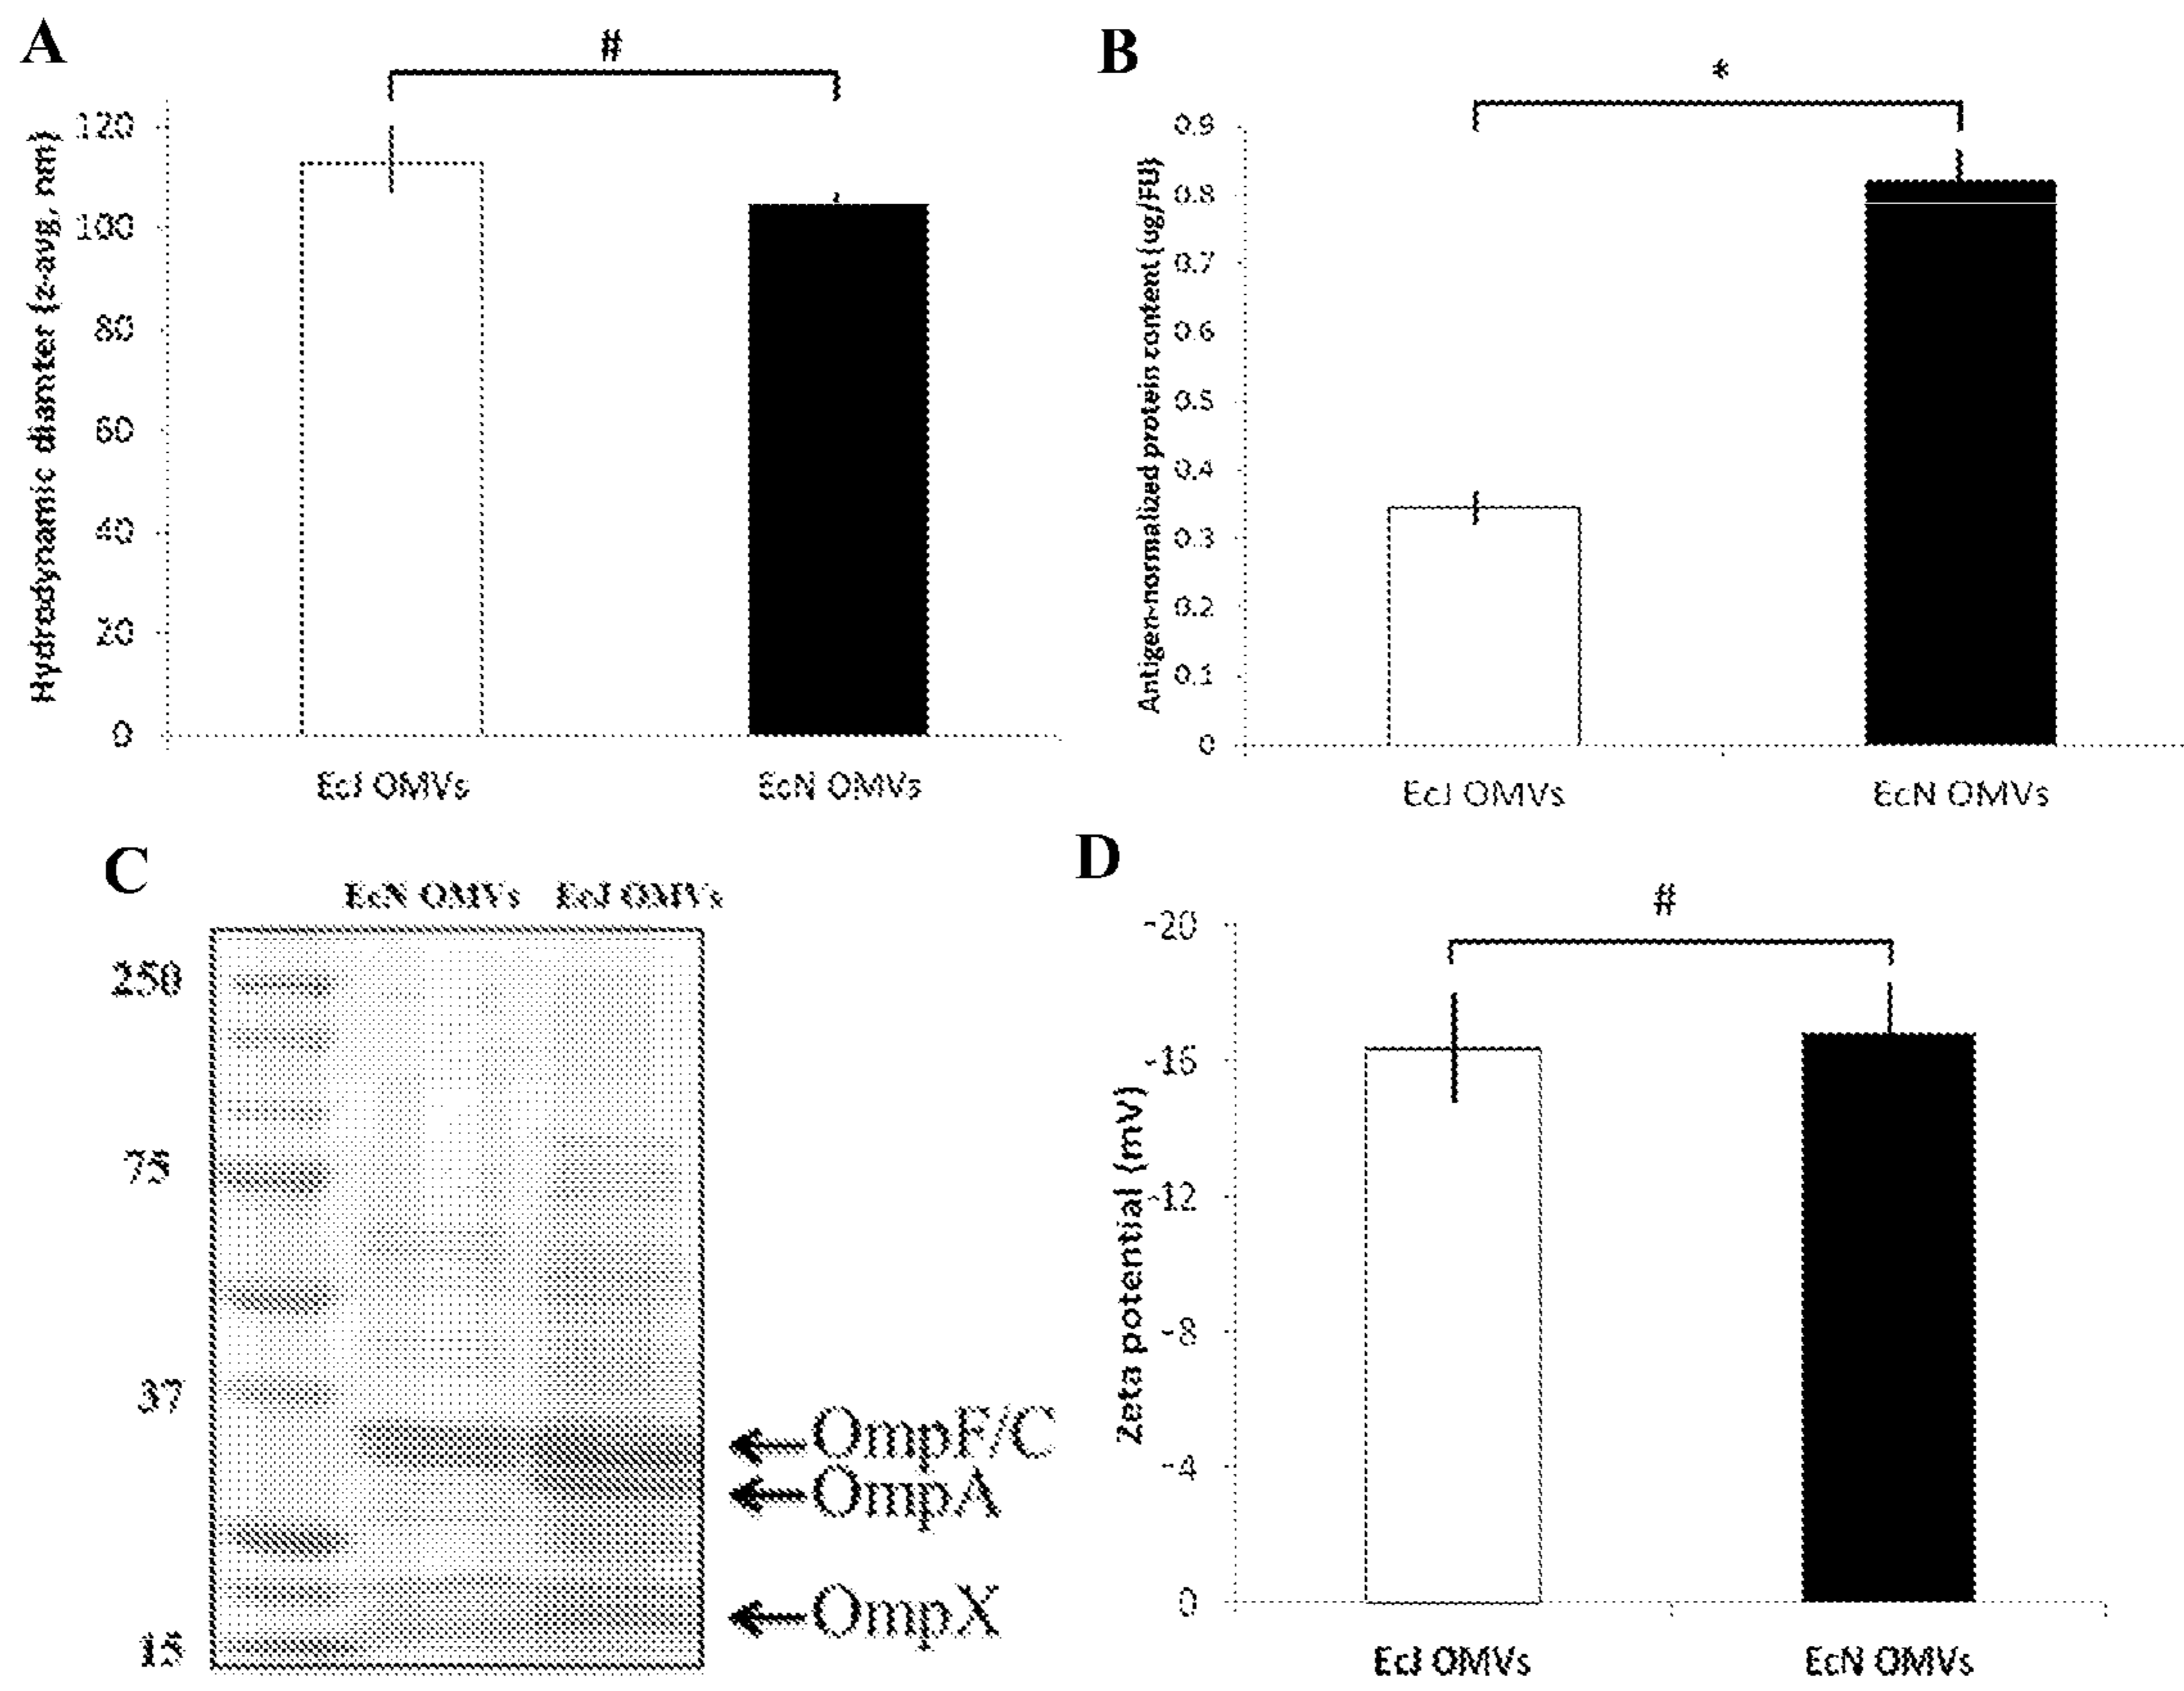 A
#
Hydrodynamic diamter (z-avg, nm)
120
100
80
60
40
20
0
EcJ OMVs
EcN OMVs
B
*
Antigen-normalized protein content (ug/FU)
0.9
0.8
0.7
0.6
0.5
0.4
0.3
0.2
0.1
0
EcJ OMVs
EcN OMVs
C
EcN OMVs
EcJ OMVs
250
75
37
15
OmpF/C
OmpA
OmpX
D
#
Zeta potential (mV)
-20
-16
-12
-8
-4
0
EcJ OMVs
EcN OMVs